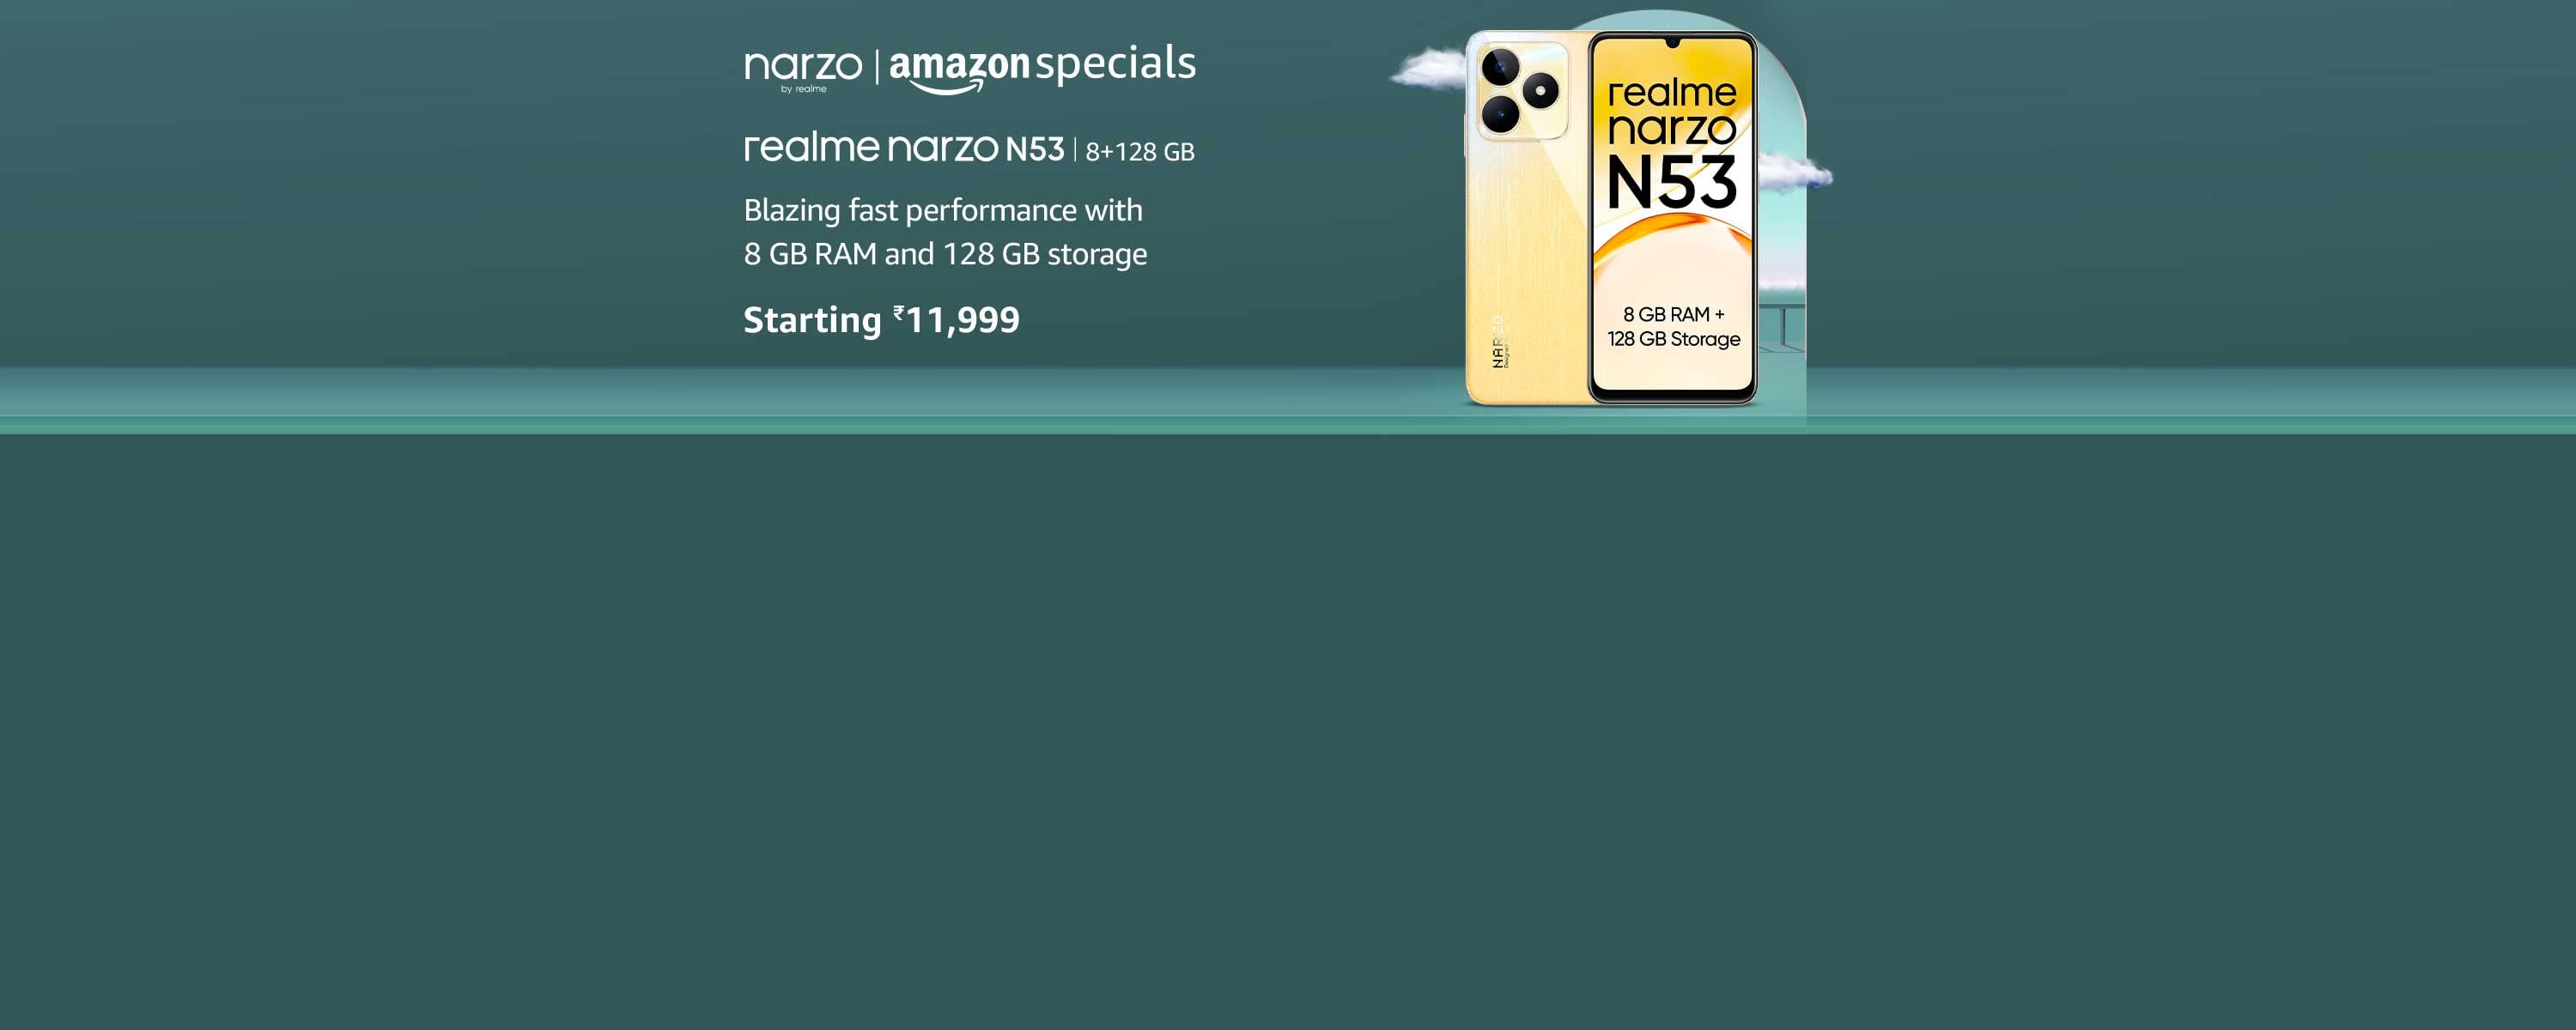 narzo | amazon specials
by realme
realme narzo N53 | 8+128 GB
Blazing fast performance with
8 GB RAM and 128 GB storage
Starting ₹11,999
realme
narzo
N53
8 GB RAM +
128 GB Storage
NARZO